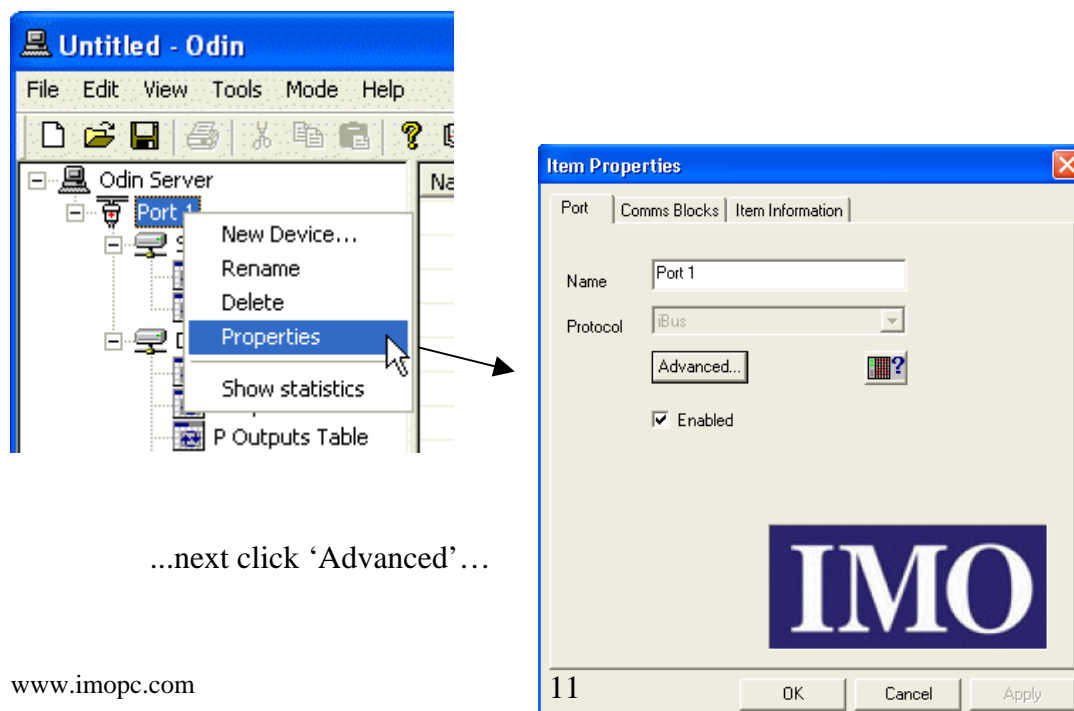 Untitled - Odin
File Edit View Tools Mode Help
Odin Server
Port 1
New Device...
Rename
Delete
Properties
Show statistics
P Outputs Table
Item Properties
Port Comms Blocks Item Information
Name Port 1
Protocol iBus
Advanced...
?
Enabled
IMO
...next click ‘Advanced’…
www.imopc.com
11
OK Cancel Apply